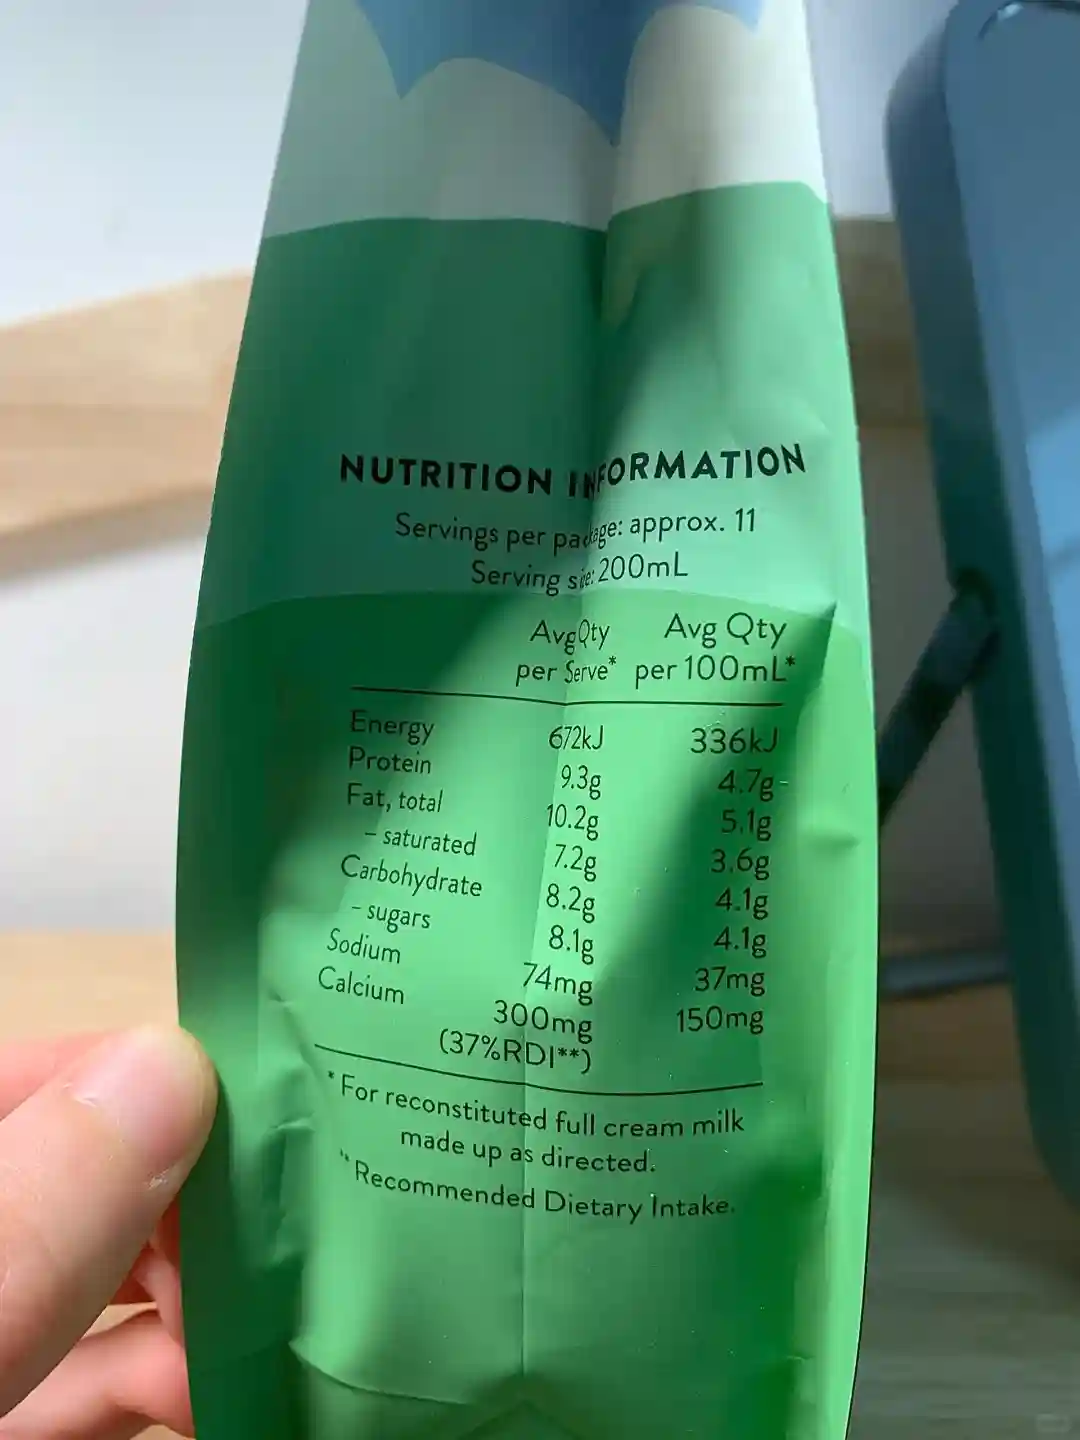 NUTRITION INFORMATION
Servings per package: approx. 11
Serving size: 200mL
Avg Qty per Serve* Avg Qty per 100mL*
Energy 672kJ 336kJ
Protein 9.3g 4.7g
Fat, total 10.2g 5.1g
– saturated 7.2g 3.6g
Carbohydrate 8.2g 4.1g
– sugars 8.1g 4.1g
Sodium 74mg 37mg
Calcium 300mg 150mg
(37%RDI**)
* For reconstituted full cream milk
made up as directed.
** Recommended Dietary Intake.